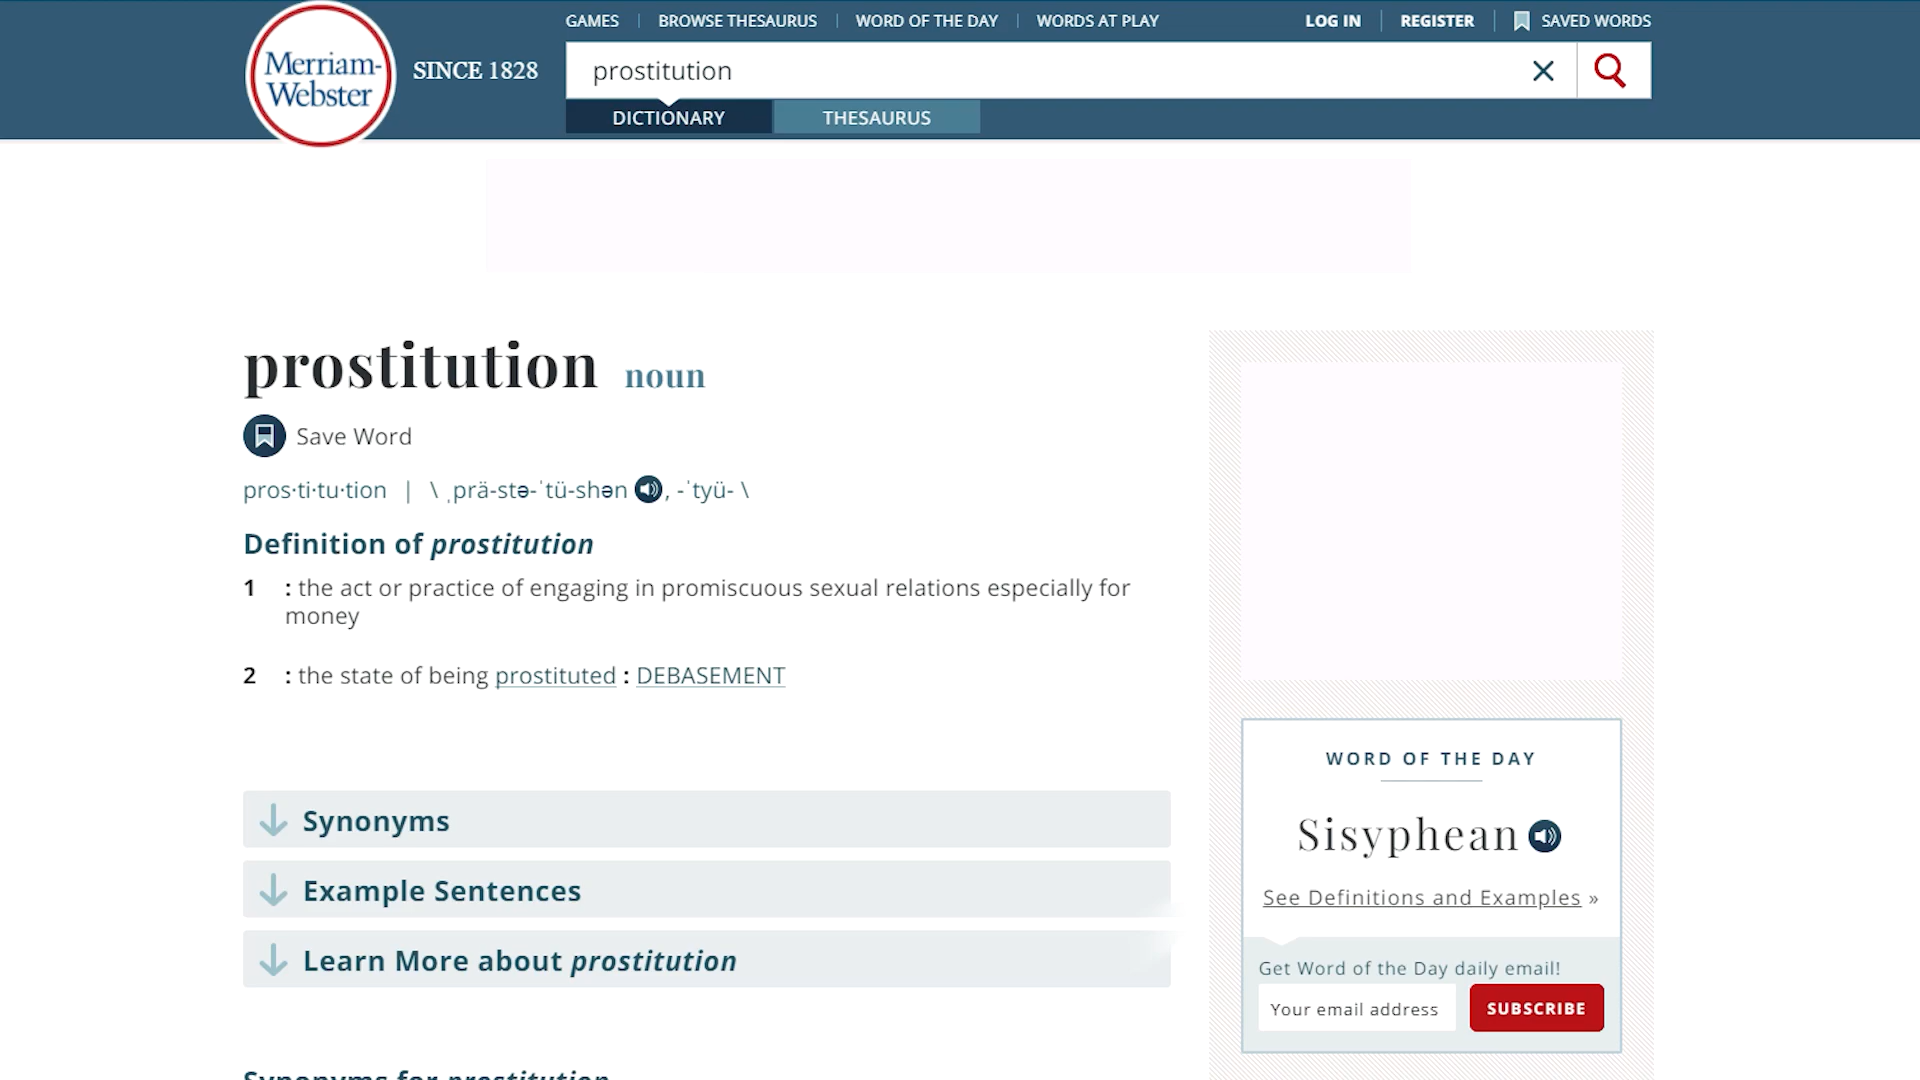 GAMES
BROWSE THESAURUS
WORD OF THE DAY
WORDS AT PLAY
LOG IN
REGISTER
SAVED WORDS
Merriam-
Webster
SINCE 1828
prostitution
DICTIONARY
THESAURUS
prostitution noun
Save Word
pros·ti·tu·tion | \ ˌprä-stə-ˈtü-shən , -ˈtyü- \
Definition of prostitution
1 : the act or practice of engaging in promiscuous sexual relations especially for
money
2 : the state of being prostituted : DEBASEMENT
Synonyms
Example Sentences
Learn More about prostitution
Synonyms for prostitution
WORD OF THE DAY
Sisyphean
See Definitions and Examples »
Get Word of the Day daily email!
Your email address
SUBSCRIBE